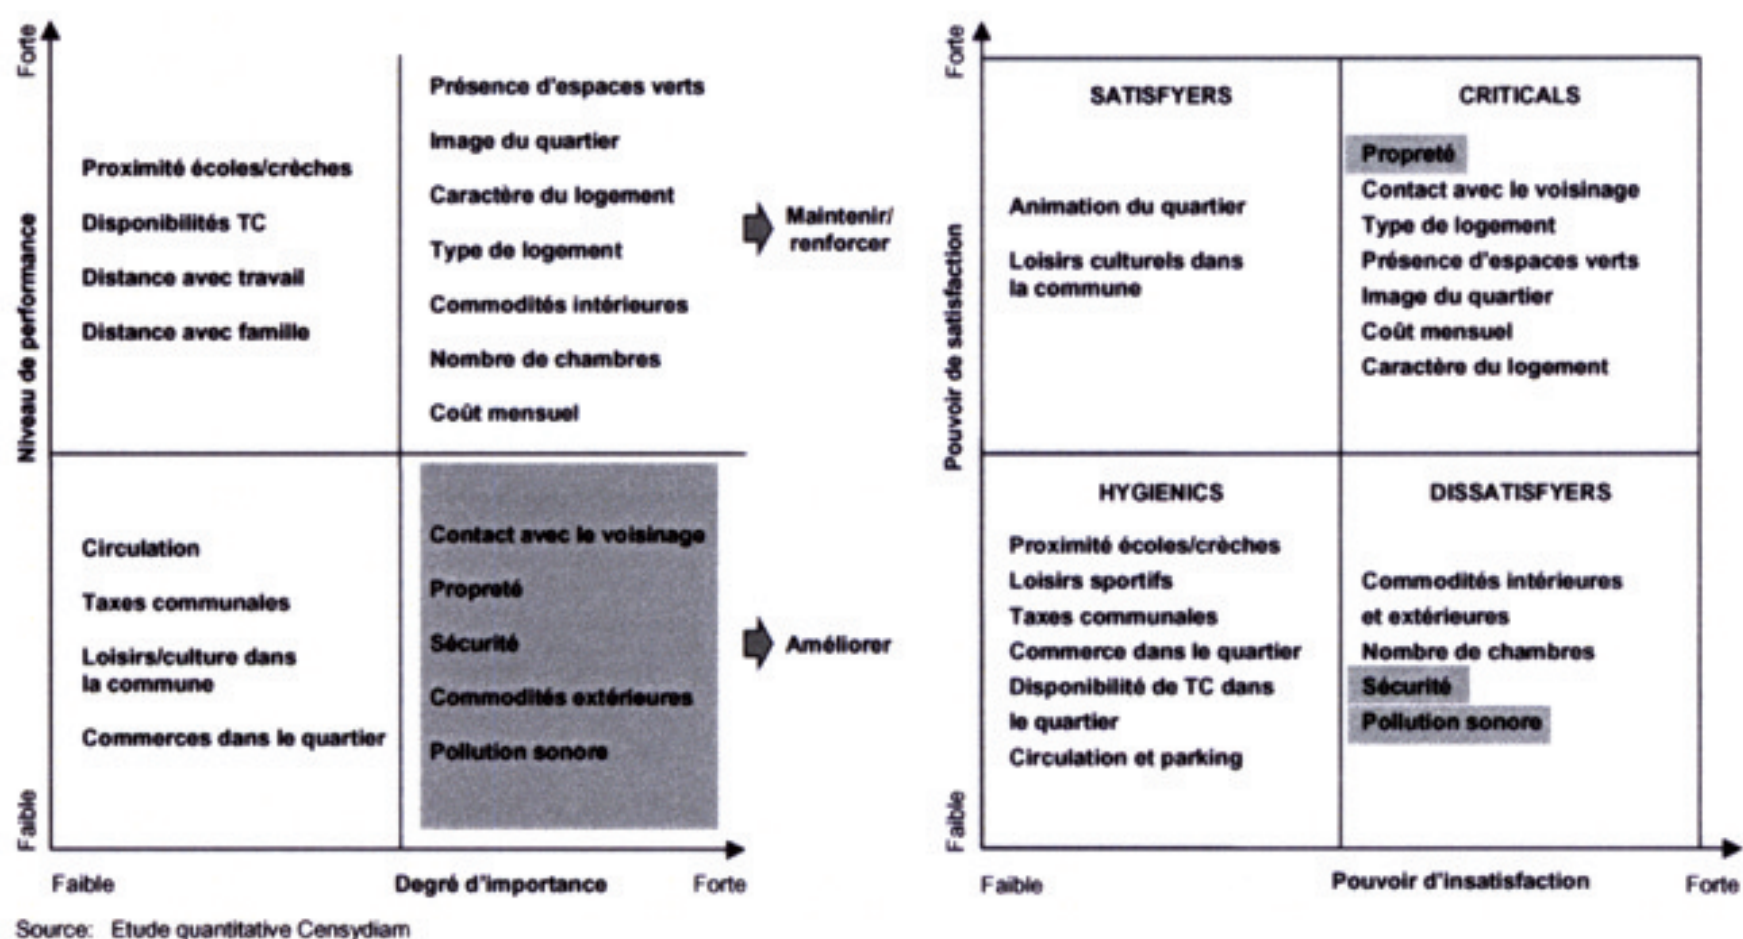 Forte
Niveau de performance
Faible
Proximité écoles/crèches
Disponibilités TC
Distance avec travail
Distance avec famille
Présence d'espaces verts
Image du quartier
Caractère du logement
Type de logement
Commodités intérieures
Nombre de chambres
Coût mensuel
Maintenir/
renforcer
Circulation
Taxes communales
Loisirs/culture dans
la commune
Commerces dans le quartier
Contact avec le voisinage
Propreté
Sécurité
Commodités extérieures
Pollution sonore
Améliorer
Faible
Degré d'importance
Forte
Forte
Pouvoir de satisfaction
Faible
SATISFYERS
Animation du quartier
Loisirs culturels dans
la commune
CRITICALS
Propreté
Contact avec le voisinage
Type de logement
Présence d'espaces verts
Image du quartier
Coût mensuel
Caractère du logement
HYGIENICS
Proximité écoles/crèches
Loisirs sportifs
Taxes communales
Commerce dans le quartier
Disponibilité de TC dans
le quartier
Circulation et parking
DISSATISFYERS
Commodités intérieures
et extérieures
Nombre de chambres
Sécurité
Pollution sonore
Faible
Pouvoir d'insatisfaction
Forte
Source: Etude quantitative Censydiam